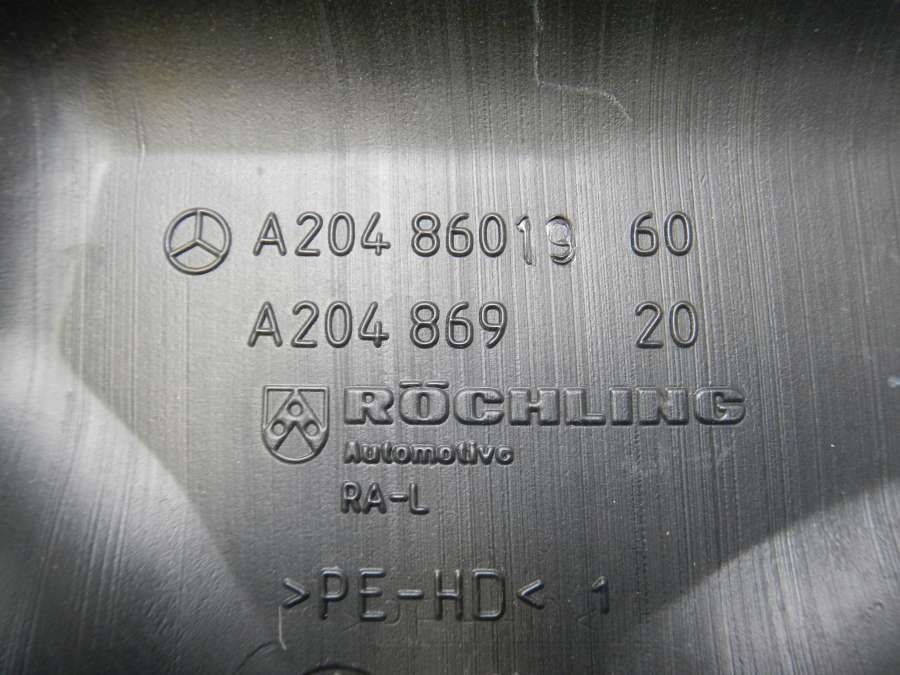 A204 86019 60
A204 869 20
RÖCHLING
Automotive
RA-L
>PE-HD< 1